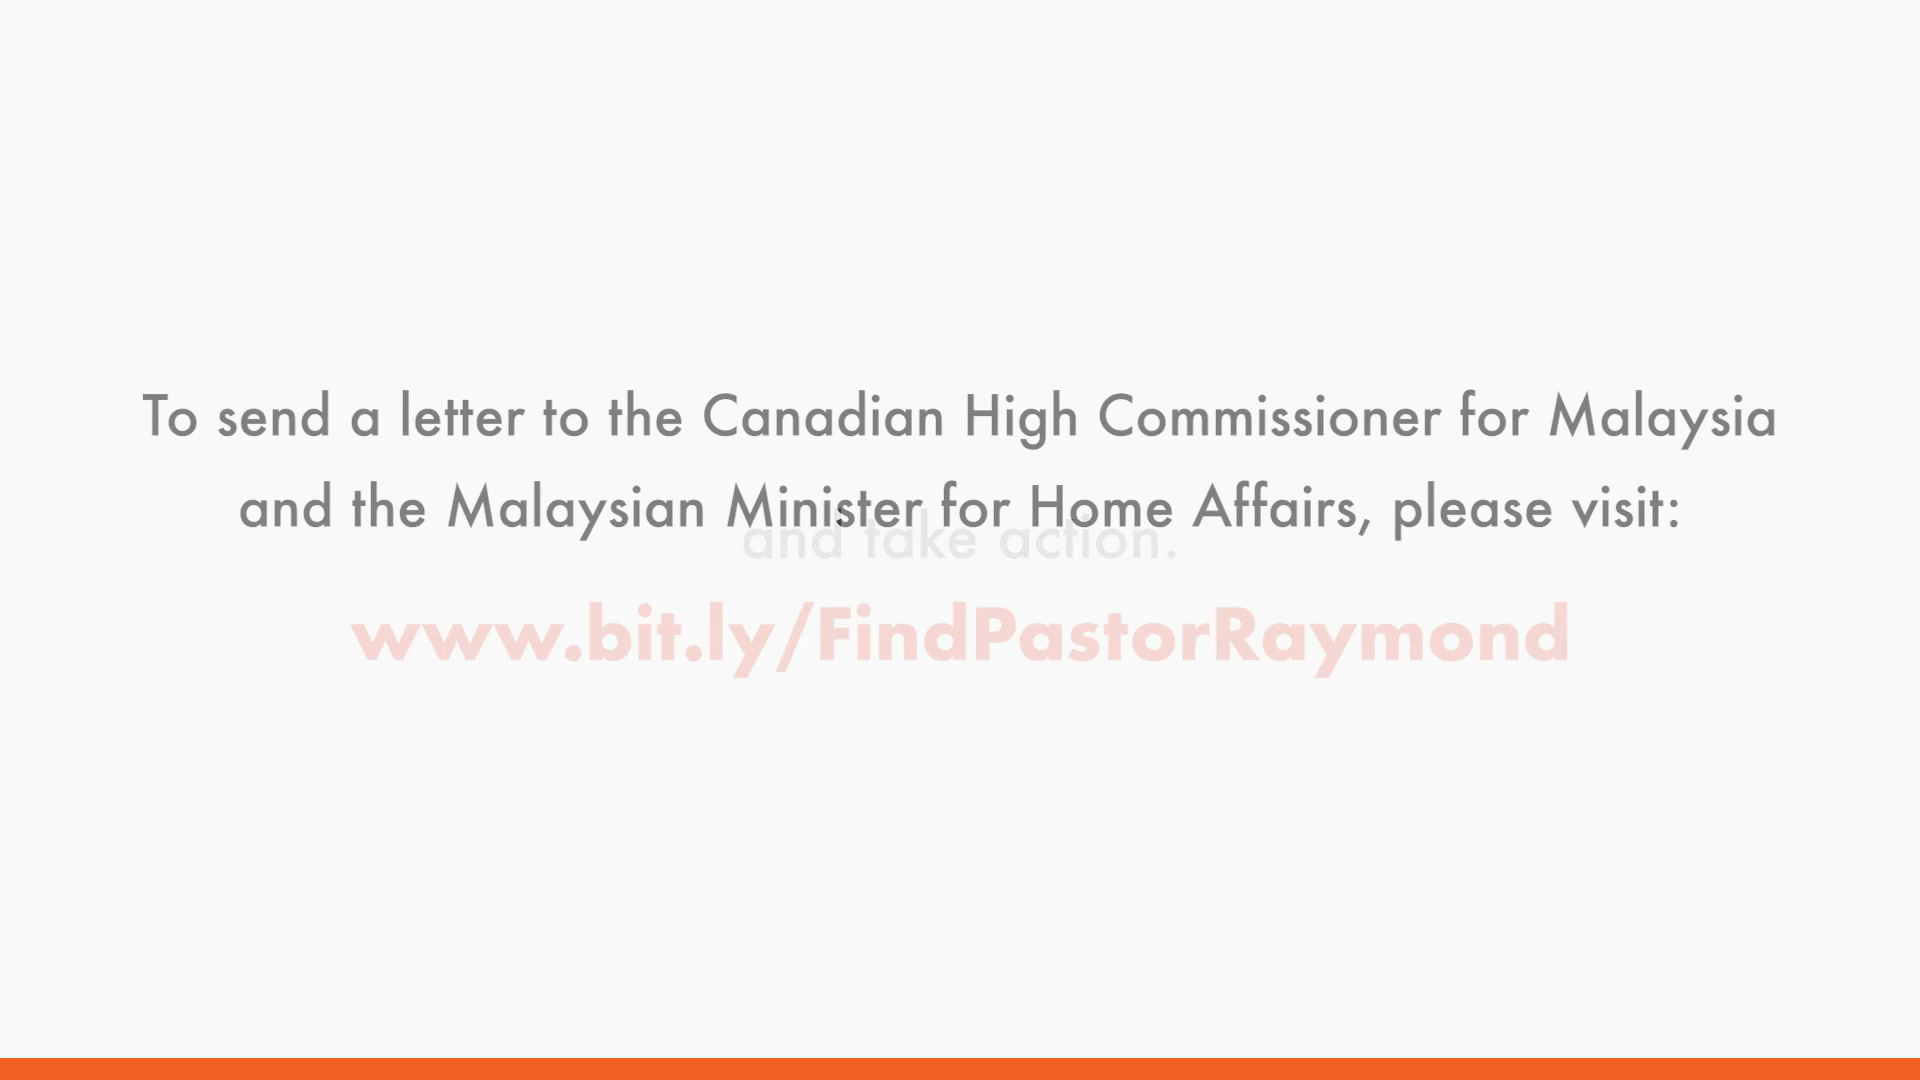 To send a letter to the Canadian High Commissioner for Malaysia
and the Malaysian Minister for Home Affairs, please visit:
and take action.
www.bit.ly/FindPastorRaymond